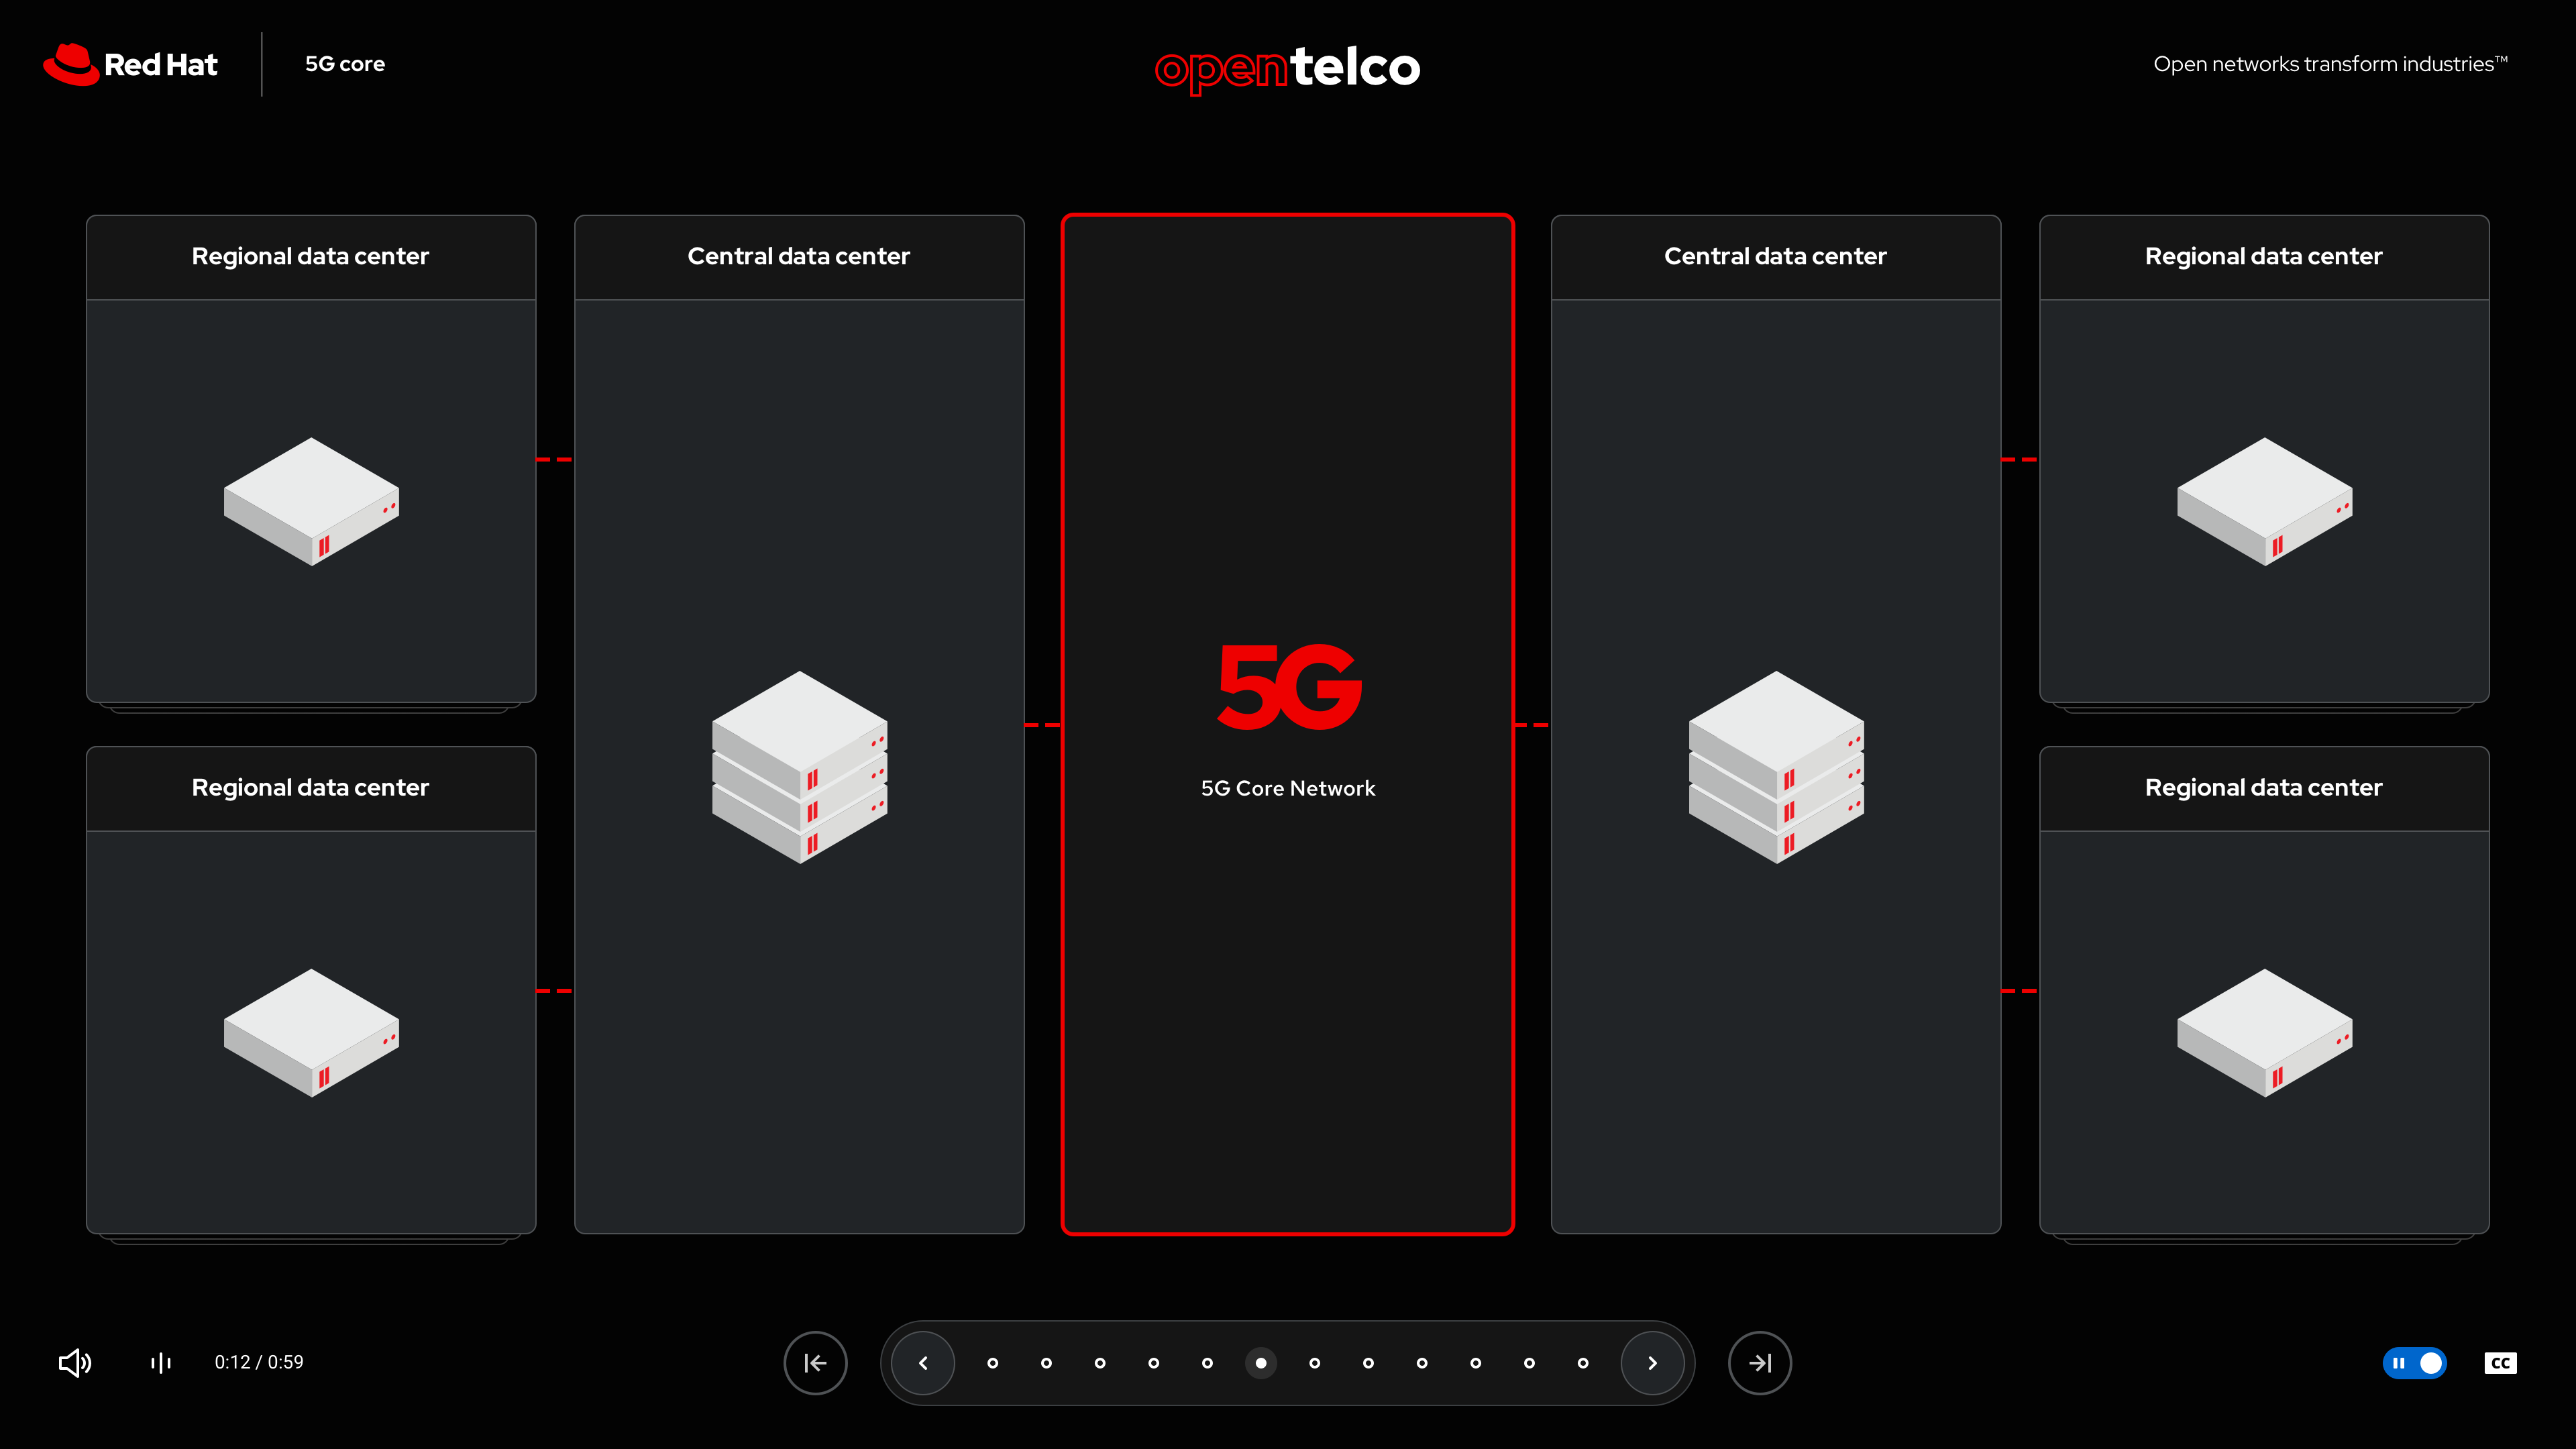 Red Hat
5G core
opentelco
Open networks transform industries™
Regional data center
Central data center
Central data center
Regional data center
5G
5G Core Network
Regional data center
Regional data center
0:12 / 0:59
CC